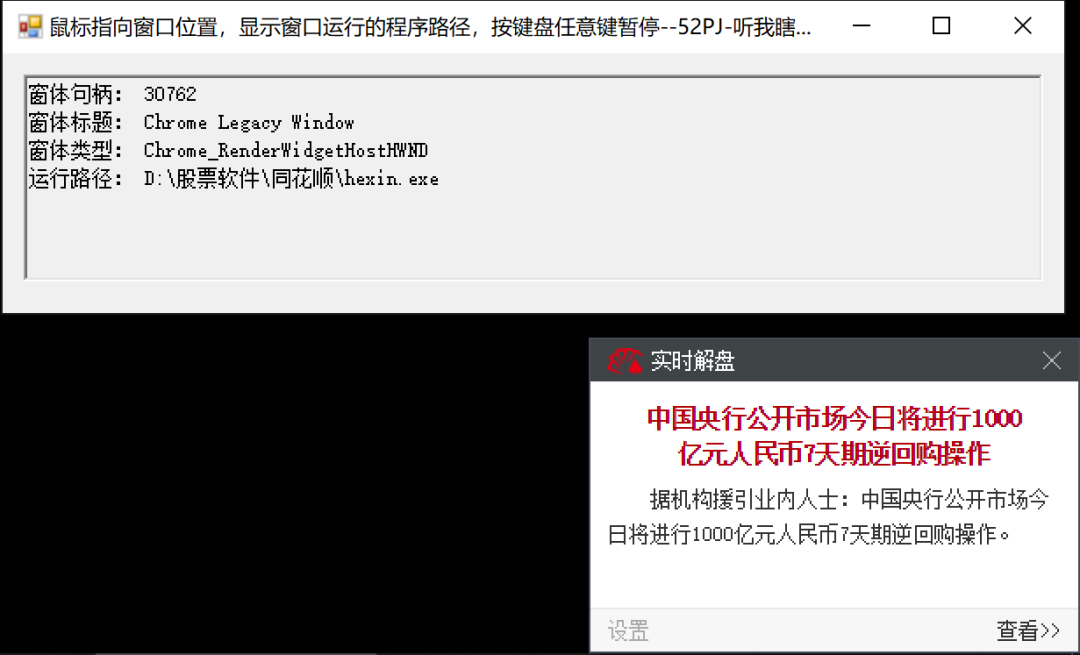 鼠标指向窗口位置，显示窗口运行的程序路径，按键盘任意键暂停--52PJ-听我瞎...
窗体句柄： 30762
窗体标题： Chrome Legacy Window
窗体类型： Chrome_RenderWidgetHostHWND
运行路径： D:\股票软件\同花顺\hexin.exe
实时解盘
中国央行公开市场今日将进行1000
亿元人民币7天期逆回购操作
据机构援引业内人士：中国央行公开市场今
日将进行1000亿元人民币7天期逆回购操作。
设置
查看>>